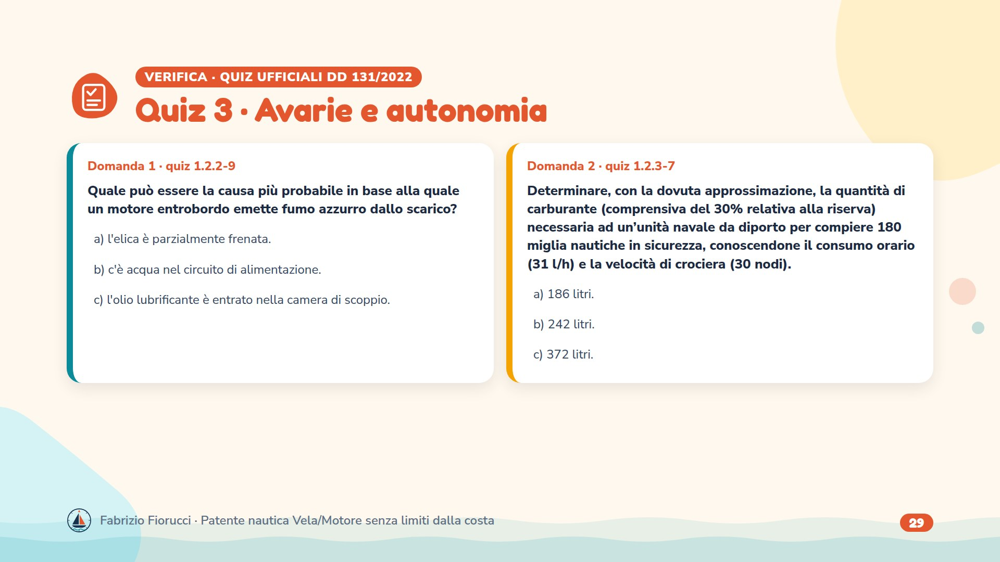 VERIFICA · QUIZ UFFICIALI DD 131/2022
Quiz 3 · Avarie e autonomia
Domanda 1 · quiz 1.2.2-9
Quale può essere la causa più probabile in base alla quale
un motore entrobordo emette fumo azzurro dallo scarico?
a) l'elica è parzialmente frenata.
b) c'è acqua nel circuito di alimentazione.
c) l'olio lubrificante è entrato nella camera di scoppio.
Domanda 2 · quiz 1.2.3-7
Determinare, con la dovuta approssimazione, la quantità di
carburante (comprensiva del 30% relativa alla riserva)
necessaria ad un’unità navale da diporto per compiere 180
miglia nautiche in sicurezza, conoscendone il consumo orario
(31 l/h) e la velocità di crociera (30 nodi).
a) 186 litri.
b) 242 litri.
c) 372 litri.
Fabrizio Fiorucci · Patente nautica Vela/Motore senza limiti dalla costa
29